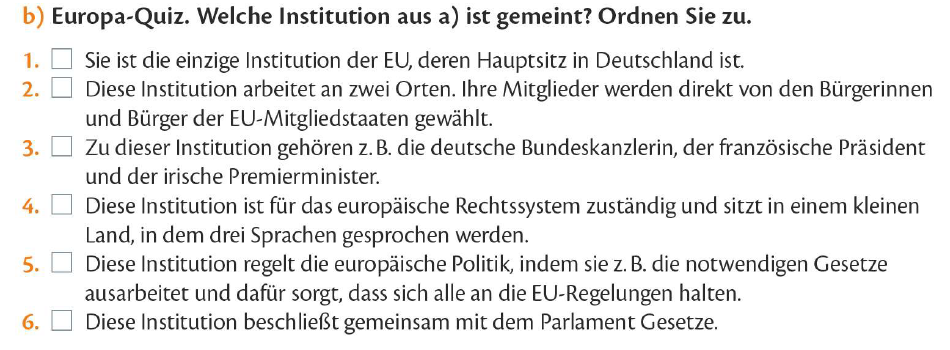 b) Europa-Quiz. Welche Institution aus a) ist gemeint? Ordnen Sie zu.
1. Sie ist die einzige Institution der EU, deren Hauptsitz in Deutschland ist.
2. Diese Institution arbeitet an zwei Orten. Ihre Mitglieder werden direkt von den Bürgerinnen
und Bürger der EU-Mitgliedstaaten gewählt.
3. Zu dieser Institution gehören z. B. die deutsche Bundeskanzlerin, der französische Präsident
und der irische Premierminister.
4. Diese Institution ist für das europäische Rechtssystem zuständig und sitzt in einem kleinen
Land, in dem drei Sprachen gesprochen werden.
5. Diese Institution regelt die europäische Politik, indem sie z. B. die notwendigen Gesetze
ausarbeitet und dafür sorgt, dass sich alle an die EU-Regelungen halten.
6. Diese Institution beschließt gemeinsam mit dem Parlament Gesetze.